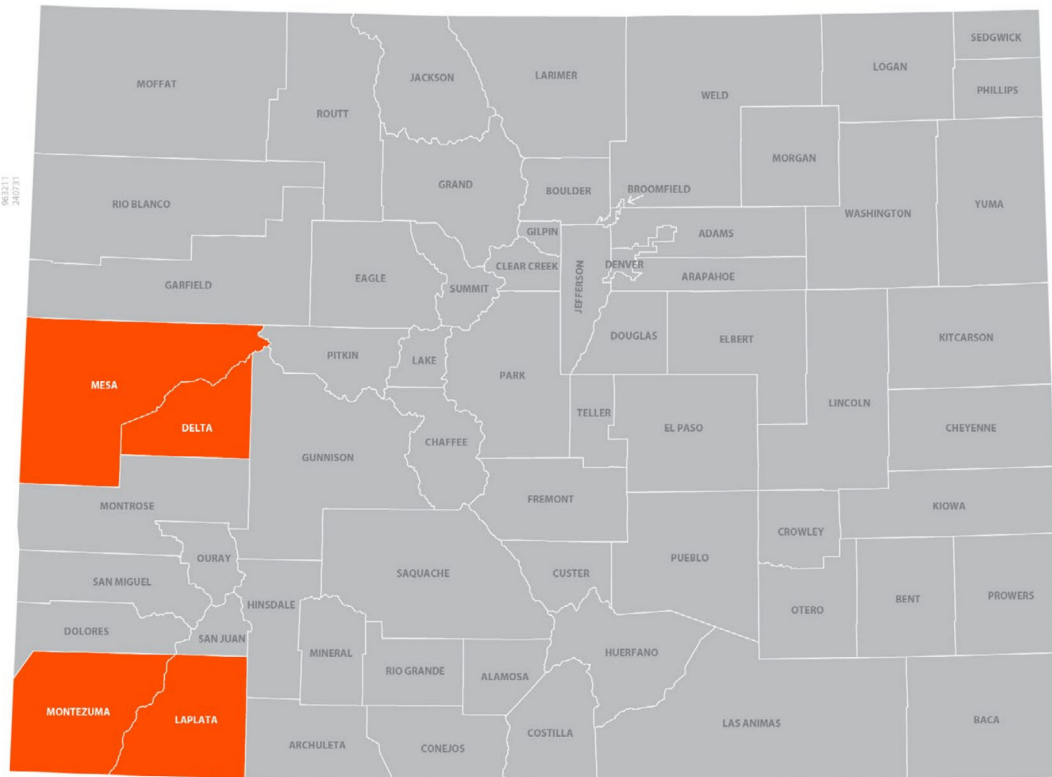 SEDGWICK
LOGAN
JACKSON
LARIMER
MOFFAT
WELD
PHILLIPS
ROUTT
MORGAN
963211
240731
GRAND
BOULDER
BROOMFIELD
RIO BLANCO
YUMA
WASHINGTON
GILPIN
ADAMS
CLEAR CREEK
DENVER
EAGLE
ARAPAHOE
GARFIELD
SUMMIT
JEFFERSON
DOUGLAS
ELBERT
KITCARSON
PITKIN
LAKE
PARK
MESA
LINCOLN
TELLER
DELTA
EL PASO
CHEYENNE
CHAFFEE
GUNNISON
FREMONT
MONTROSE
KIOWA
CROWLEY
OURAY
PUEBLO
SAQUACHE
CUSTER
SAN MIGUEL
PROWERS
BENT
HINSDALE
OTERO
DOLORES
SAN JUAN
MINERAL
HUERFANO
RIO GRANDE
ALAMOSA
MONTEZUMA
LAPLATA
BACA
LAS ANIMAS
COSTILLA
ARCHULETA
CONEJOS